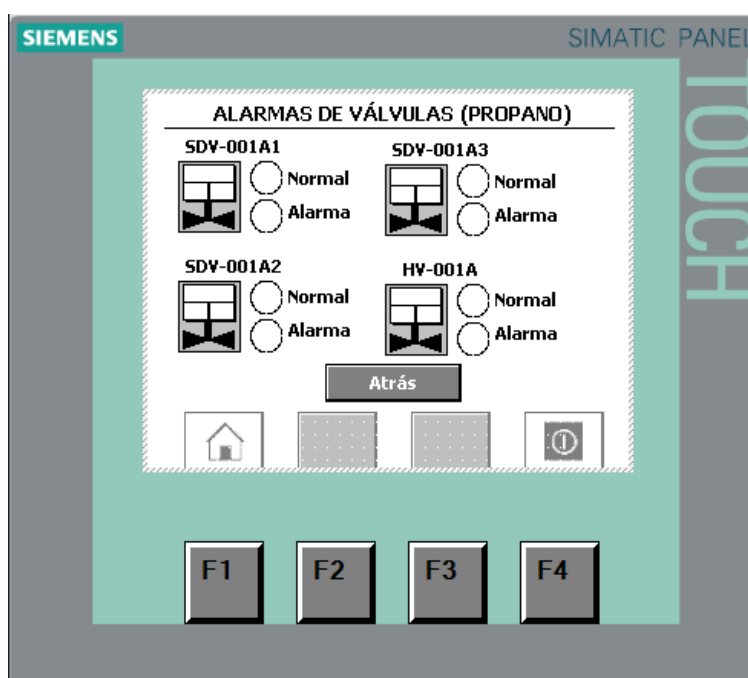 SIEMENS
SIMATIC PANEL
TOUCH
ALARMAS DE VÁLVULAS (PROPANO)
SDV-001A1
Normal
Alarma
SDV-001A3
Normal
Alarma
SDV-001A2
Normal
Alarma
HV-001A
Normal
Alarma
Atrás
F1
F2
F3
F4